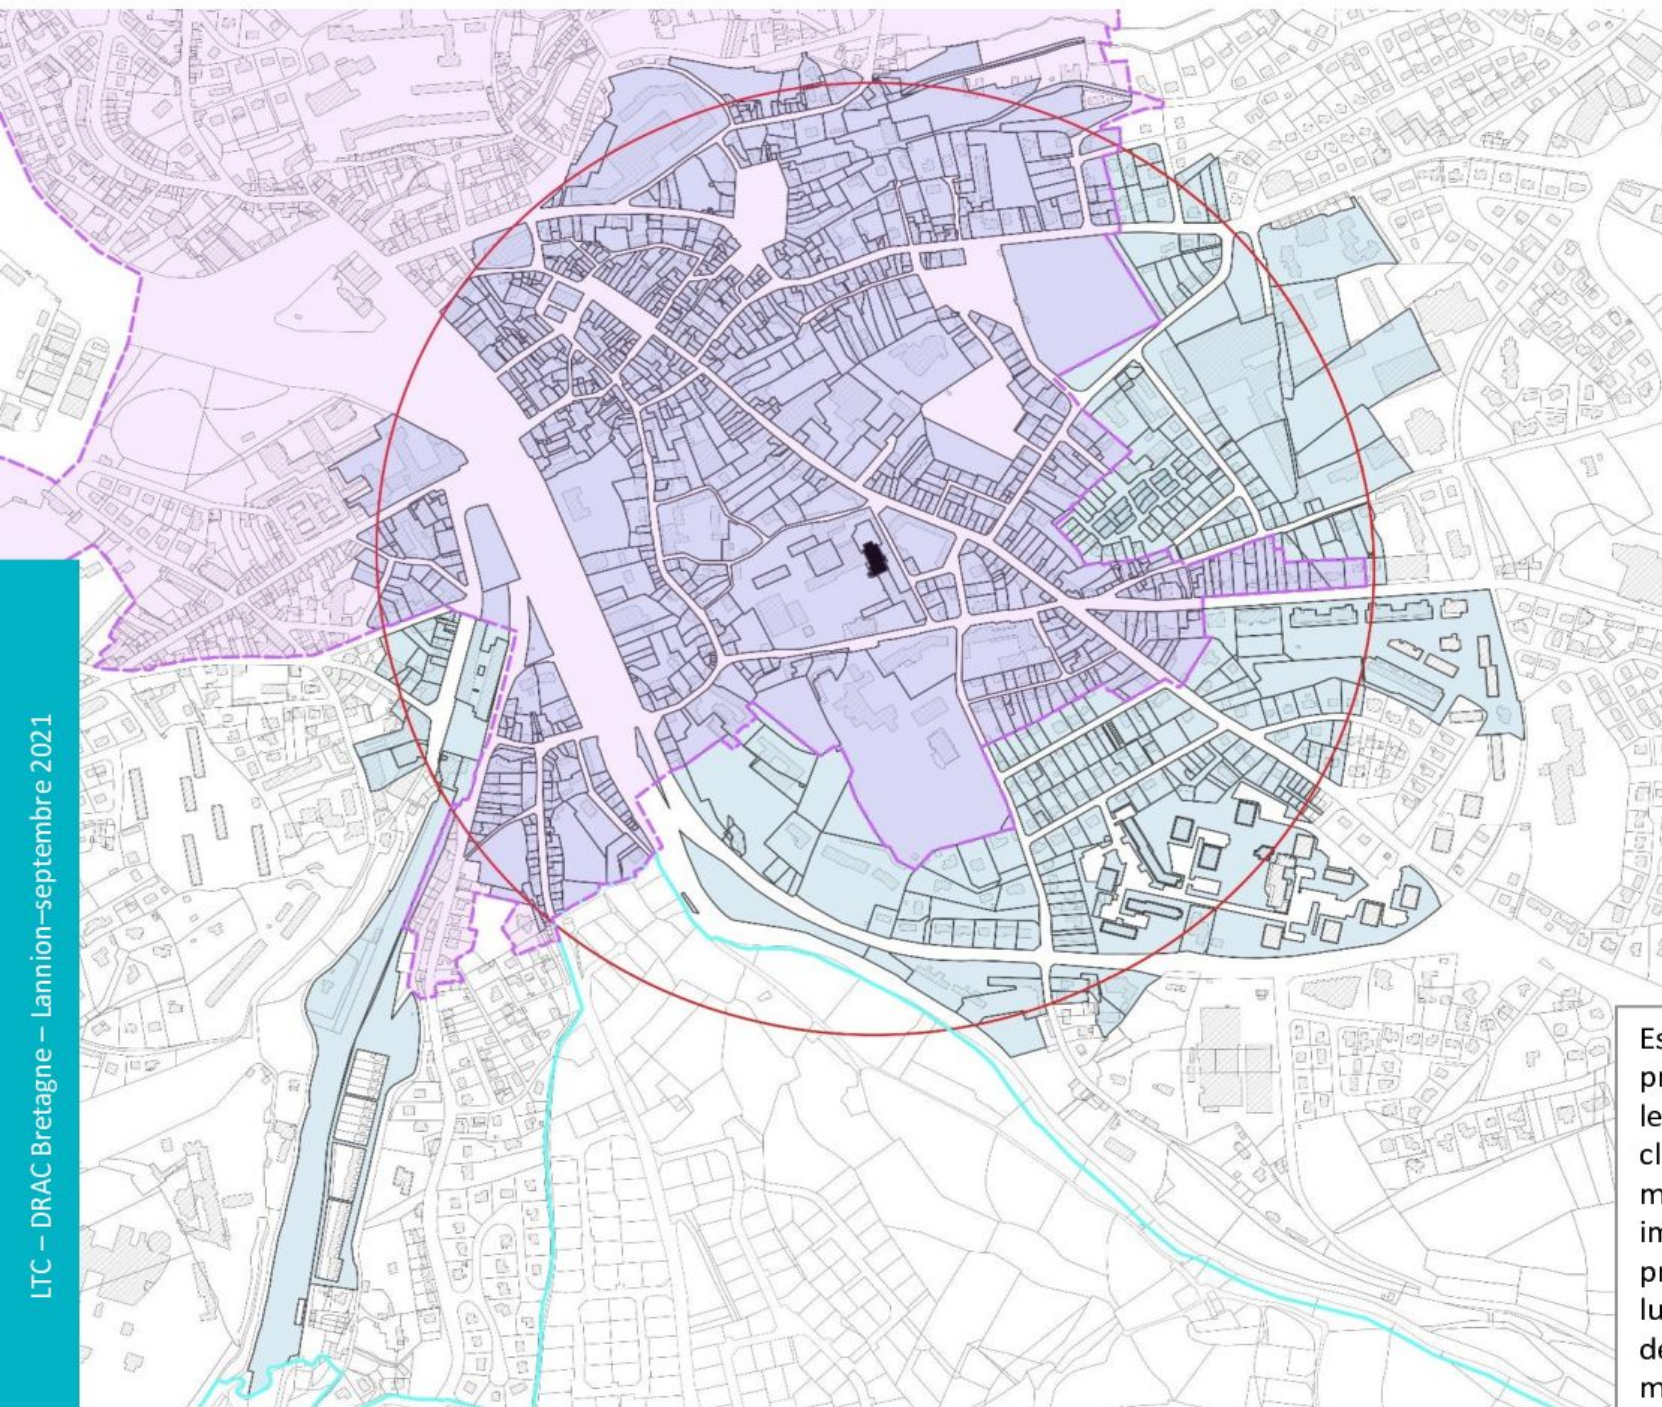 LTC – DRAC Bretagne – Lannion–septembre 2021
Es
pr
le
cl
m
im
pr
lu
de
m